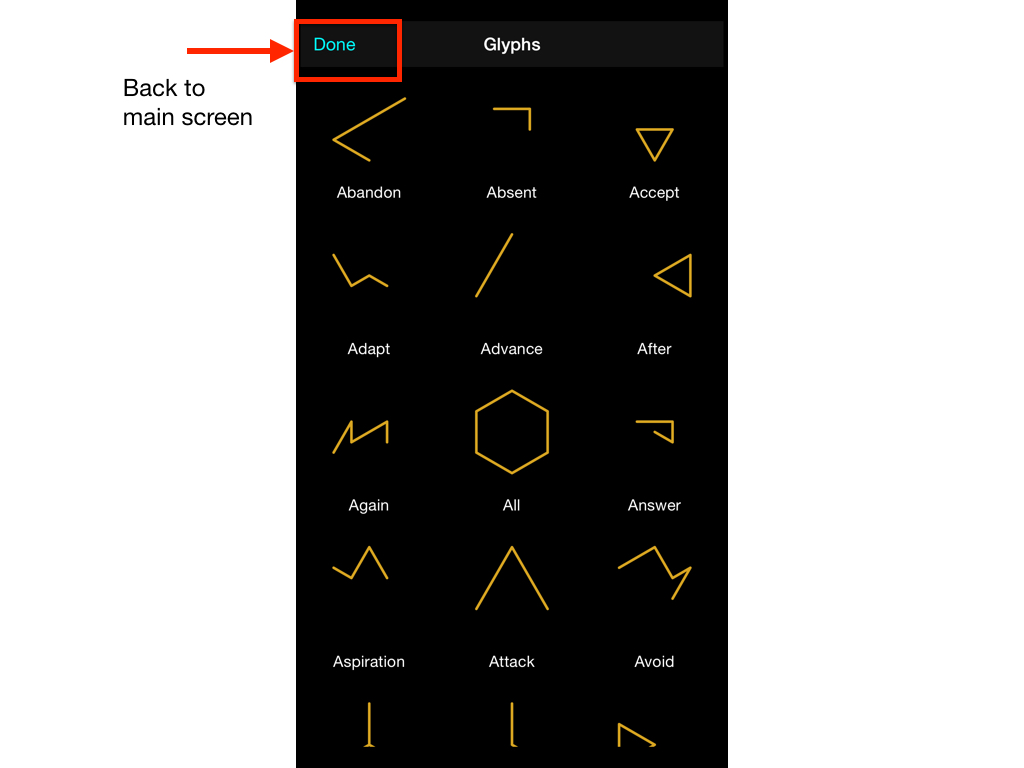 Done
Glyphs
Back to
main screen
Abandon
Absent
Accept
Adapt
Advance
After
Again
All
Answer
Aspiration
Attack
Avoid